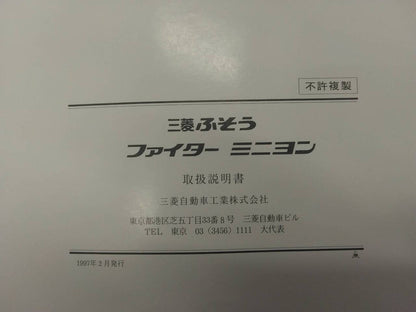 不許複製
三菱ふそう
ファイター ミニヨン
取扱説明書
三菱自動車工業株式会社
東京都港区芝五丁目33番8号 三菱自動車ビル
TEL 東京 03 (3456) 1111 大代表
1997年2月発行